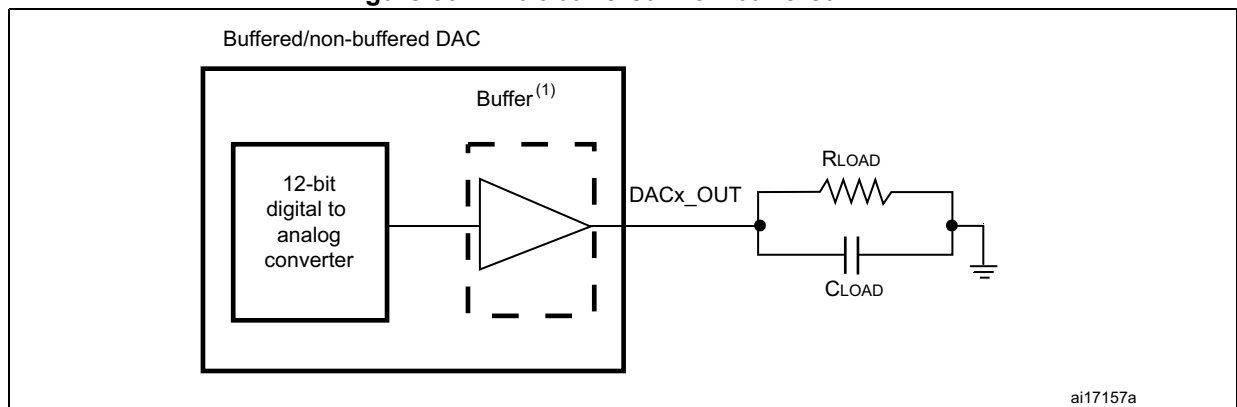 Buffered/non-buffered DAC
Buffer(1)
12-bit
digital to
analog
converter
DACx_OUT
RLOAD
CLOAD
ai17157a